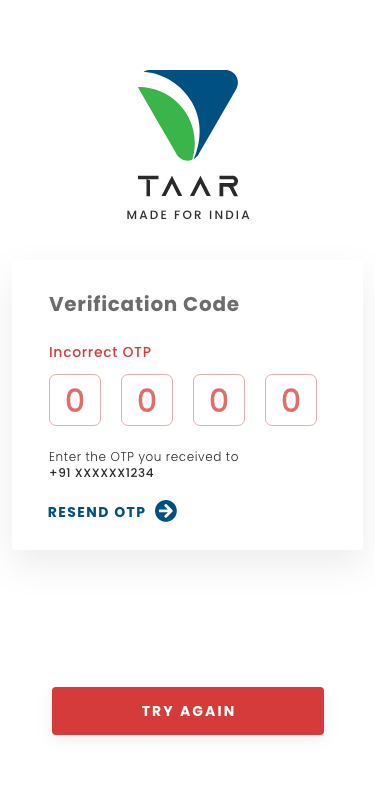 TAAR
MADE FOR INDIA
Verification Code
Incorrect OTP
0 0 0 0
Enter the OTP you received to
+91 XXXXXX1234
RESEND OTP
TRY AGAIN